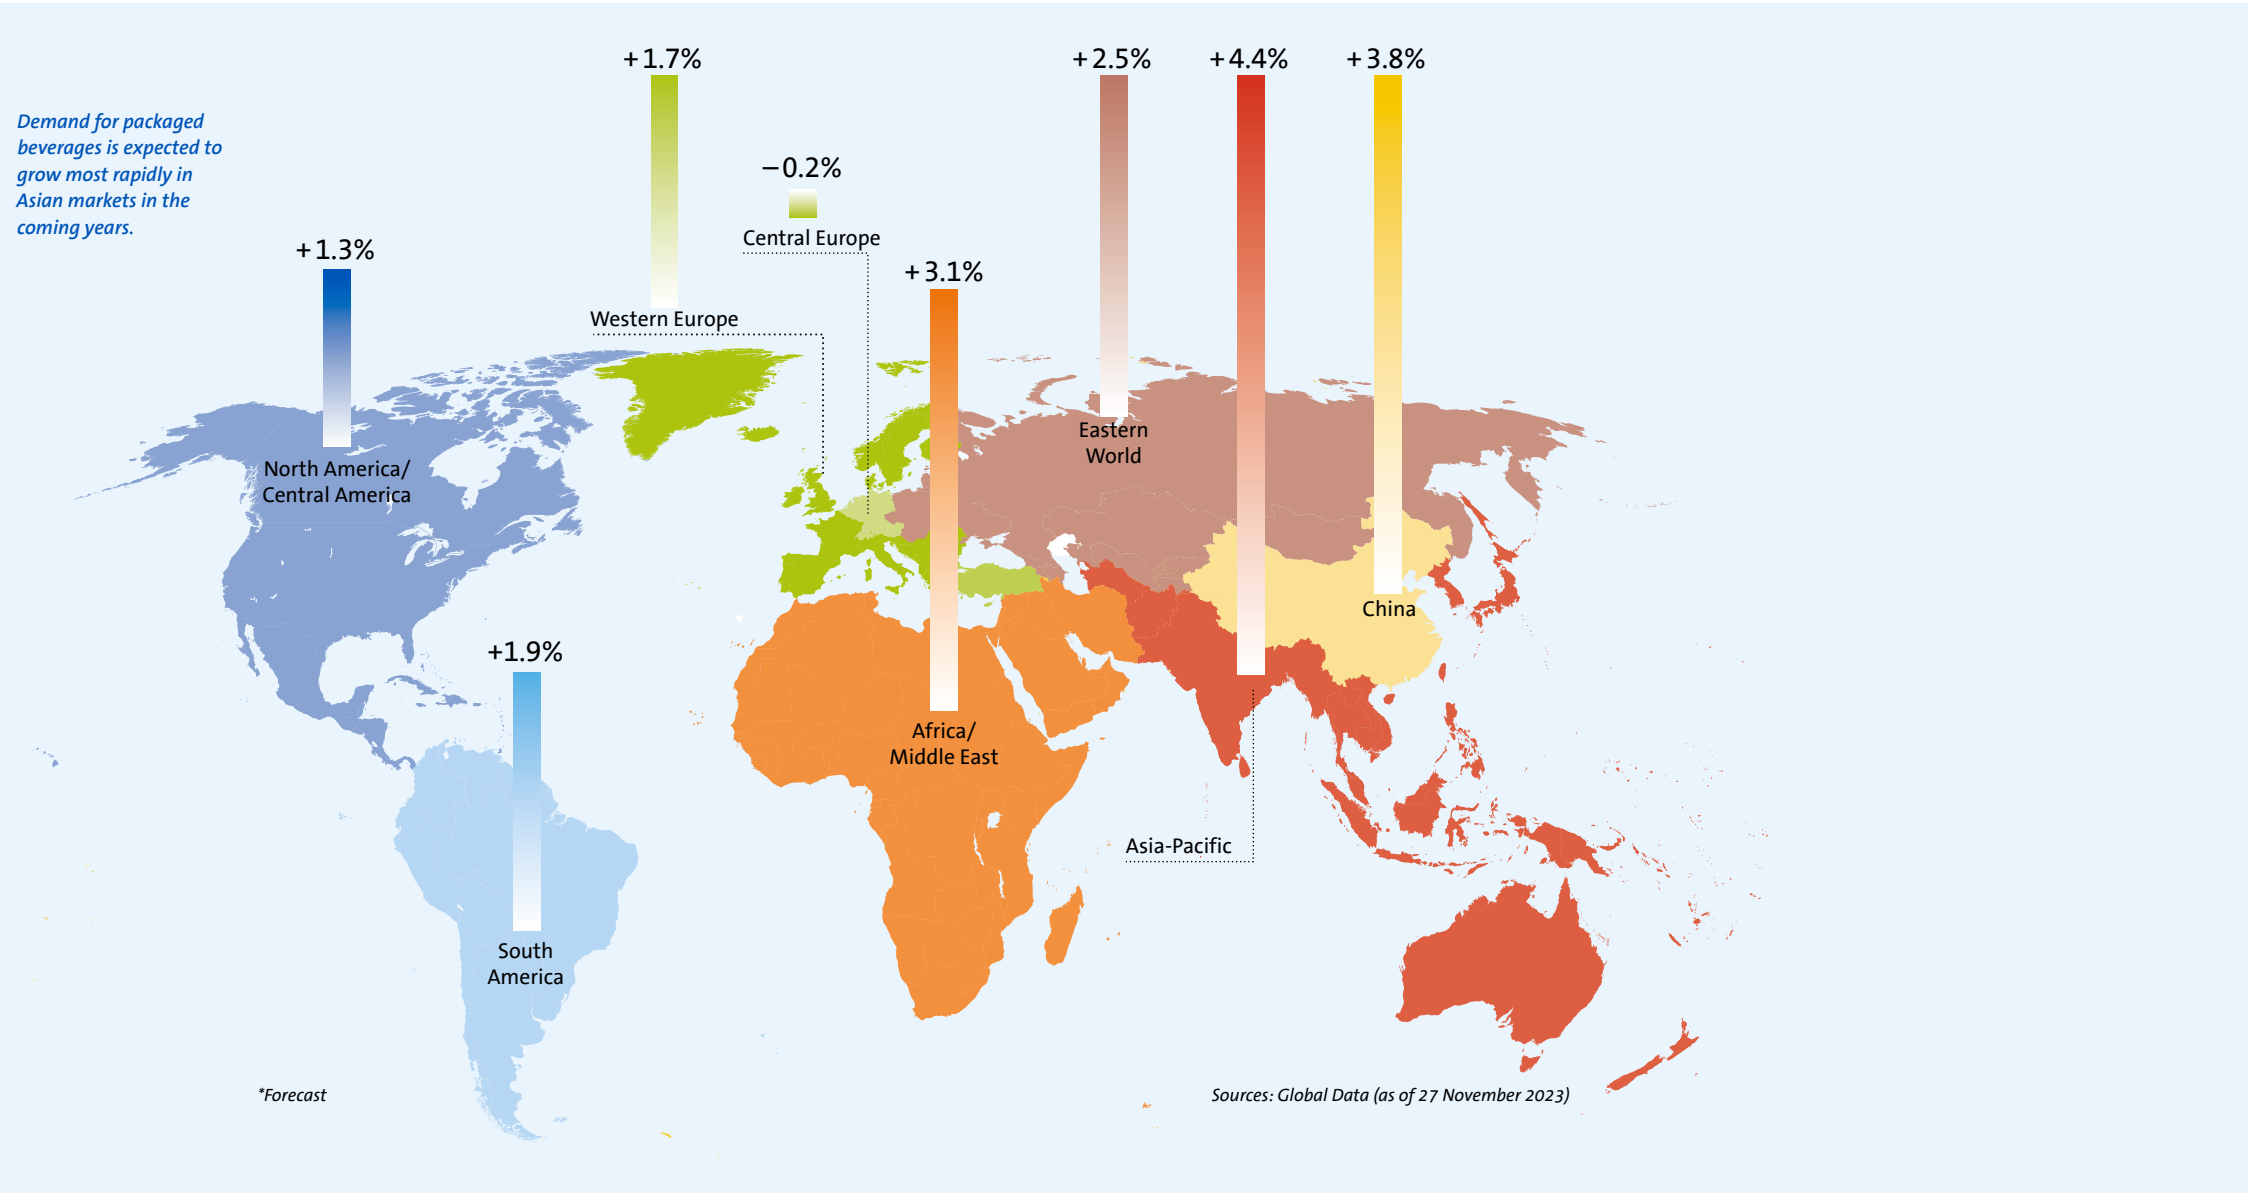 Demand for packaged
beverages is expected to
grow most rapidly in
Asian markets in the
coming years.
+1.3%
North America/
Central America
+1.9%
South
America
+1.7%
Western Europe
−0.2%
Central Europe
+3.1%
Africa/
Middle East
+2.5%
Eastern
World
+4.4%
Asia-Pacific
+3.8%
China
*Forecast
Sources: Global Data (as of 27 November 2023)